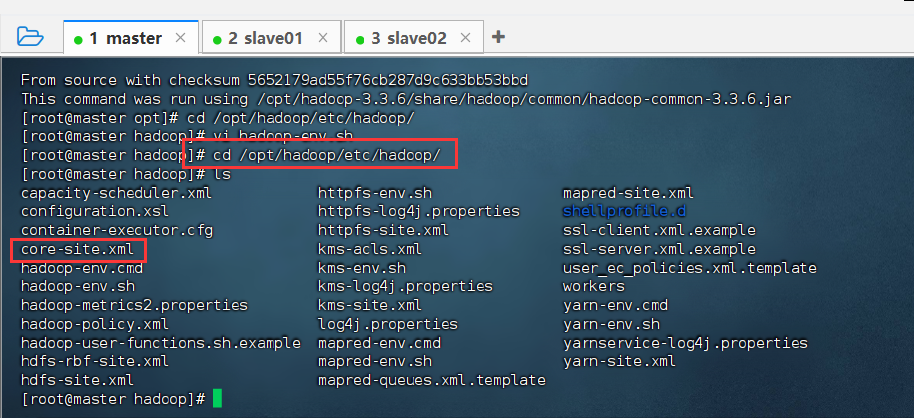 1 master × 2 slave01 × 3 slave02 × +
From source with checksum 5652179ad55f76cb287d9c633bb53bbd
This command was run using /opt/hadoop-3.3.6/share/hadoop/common/hadoop-common-3.3.6.jar
[root@master opt]# cd /opt/hadoop/etc/hadoop/
[root@master hadoop]# vi hadoop-env.sh
[root@master hadoop]# cd /opt/hadoop/etc/hadoop/
[root@master hadoop]# ls
capacity-scheduler.xml httpfs-env.sh mapred-site.xml
configuration.xsl httpfs-log4j.properties shellprofile.d
container-executor.cfg httpfs-site.xml ssl-client.xml.example
core-site.xml kms-acls.xml ssl-server.xml.example
hadoop-env.cmd kms-env.sh user_ec_policies.xml.template
hadoop-env.sh kms-log4j.properties workers
hadoop-metrics2.properties kms-site.xml yarn-env.cmd
hadoop-policy.xml log4j.properties yarn-env.sh
hadoop-user-functions.sh.example mapred-env.cmd yarnservice-log4j.properties
hdfs-rbf-site.xml mapred-env.sh yarn-site.xml
hdfs-site.xml mapred-queues.xml.template
[root@master hadoop]#